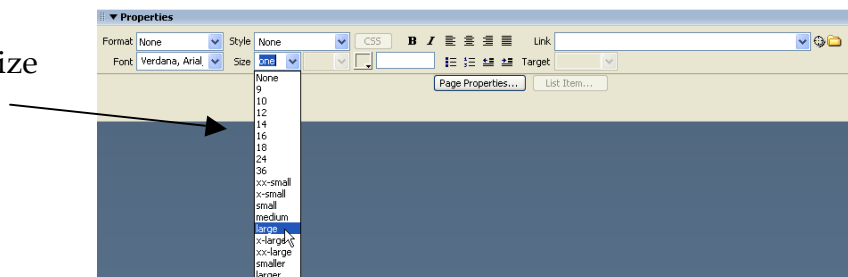 Properties
Format None Style None CSS B I Link
ize
Font Verdana, Arial, Size one Target
Page Properties... List Item...
None
9
10
12
14
16
18
24
36
xx-small
x-small
small
medium
large
x-large
xx-large
smaller
larger